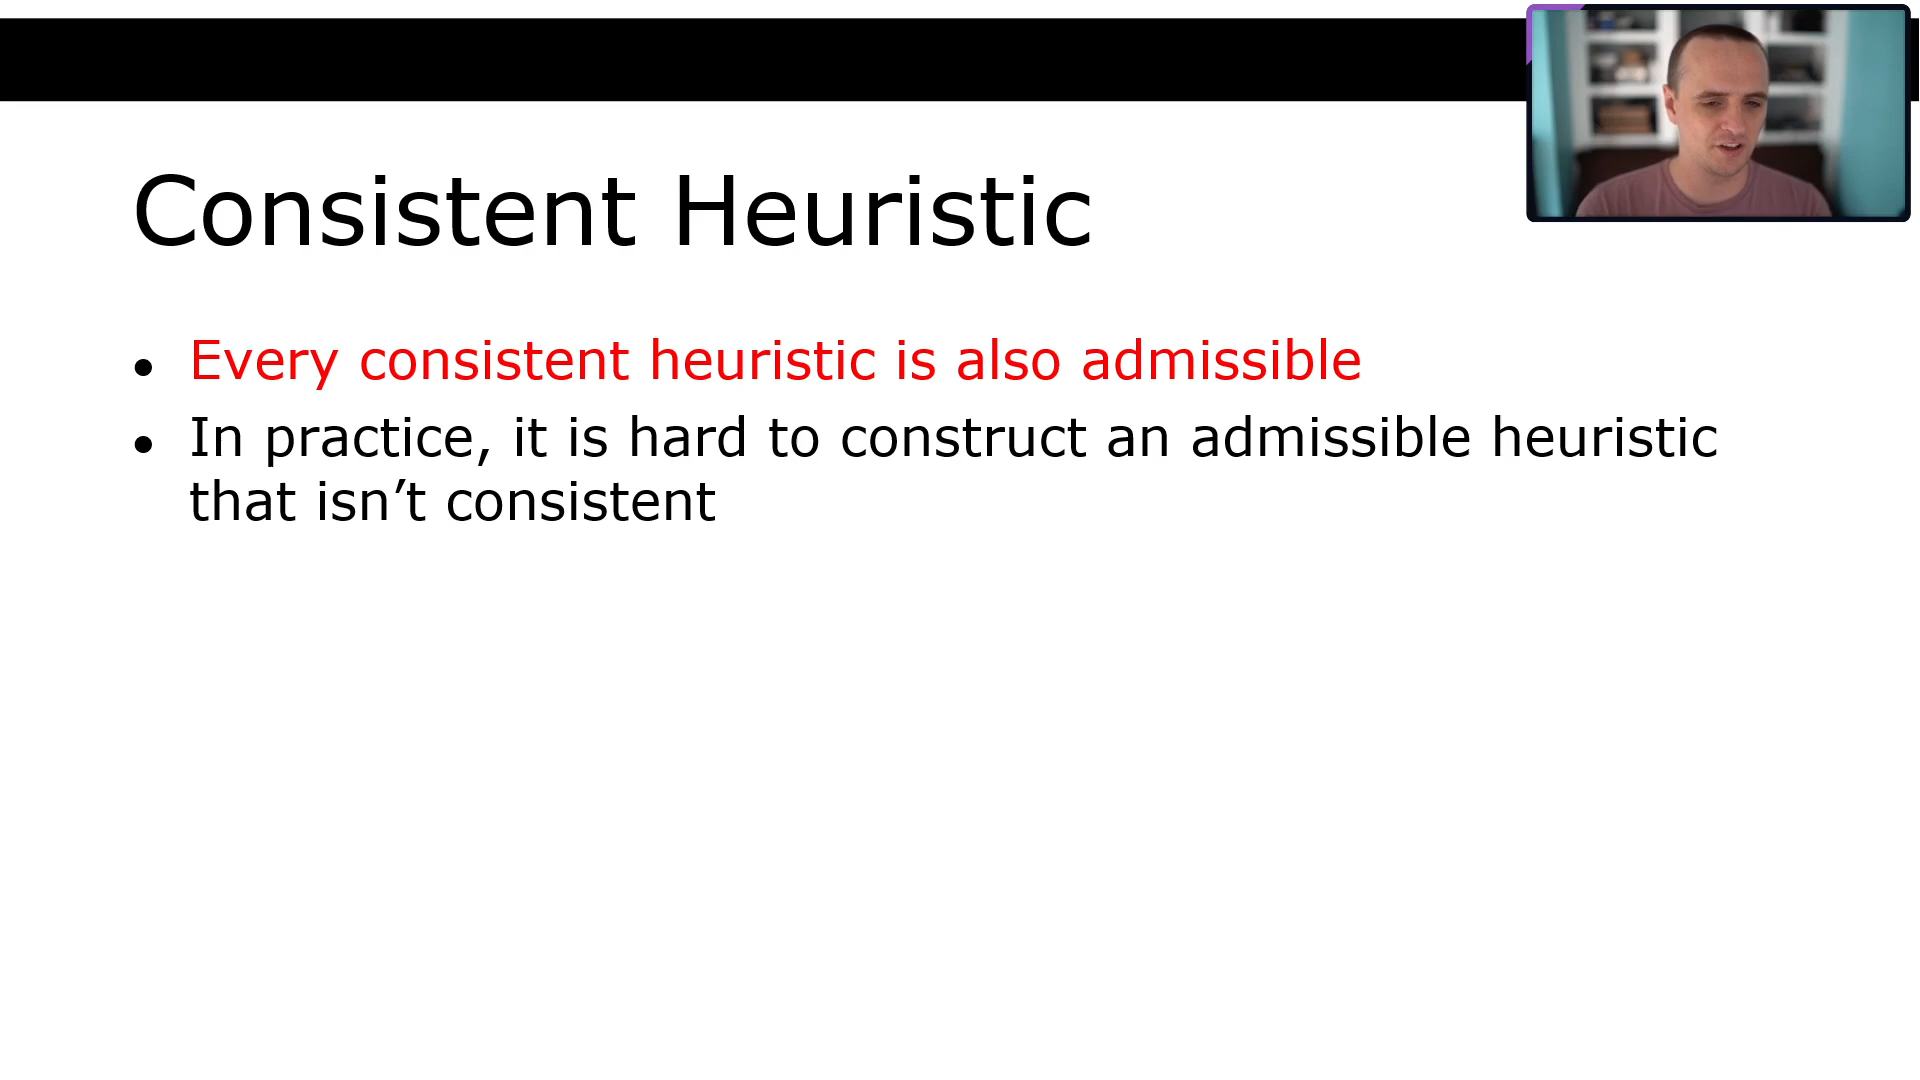 Consistent Heuristic
• Every consistent heuristic is also admissible
• In practice, it is hard to construct an admissible heuristic
that isn’t consistent